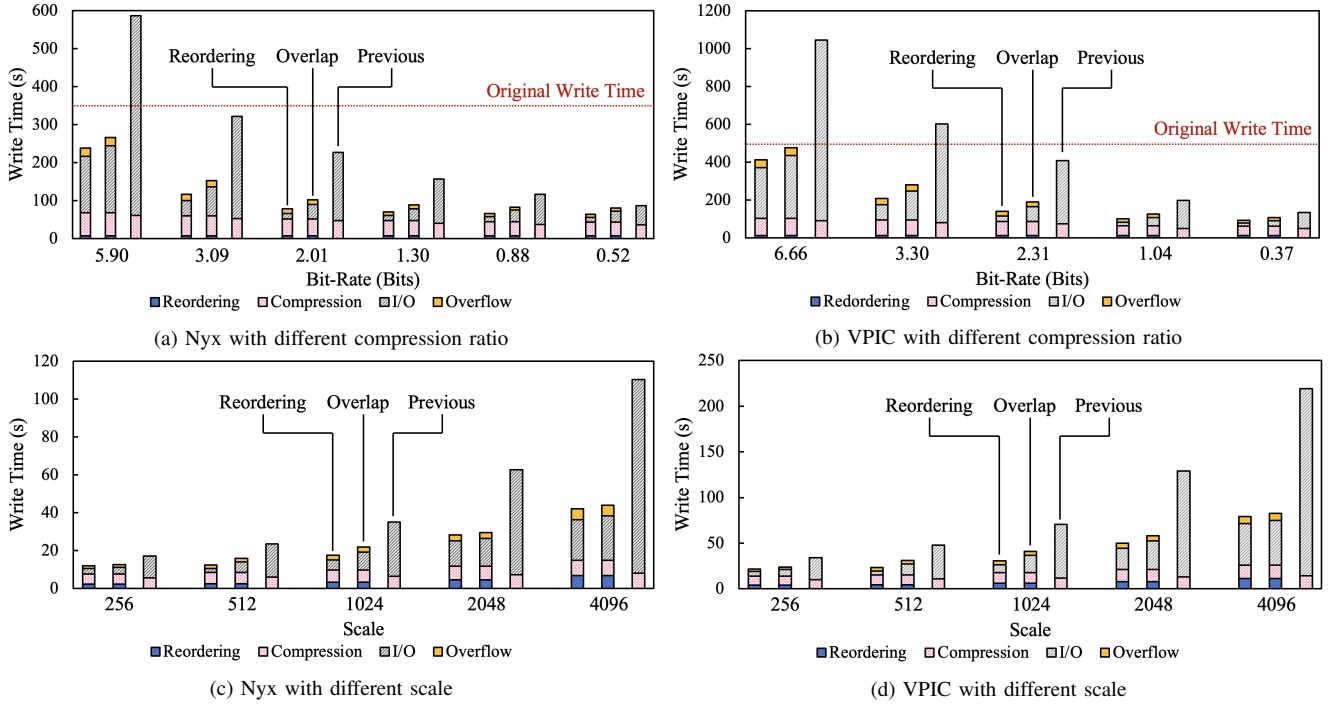 600
500
400
300
200
100
0
Write Time (s)
Reordering Overlap Previous
Original Write Time
5.90 3.09 2.01 1.30 0.88 0.52
Bit-Rate (Bits)
Reordering Compression I/O Overflow
(a) Nyx with different compression ratio
1200
1000
800
600
400
200
0
Write Time (s)
Reordering Overlap Previous
Original Write Time
6.66 3.30 2.31 1.04 0.37
Bit-Rate (Bits)
Redordering Compression I/O Overflow
(b) VPIC with different compression ratio
120
100
80
60
40
20
0
Write Time (s)
Reordering Overlap Previous
256 512 1024 2048 4096
Scale
Reordering Compression I/O Overflow
(c) Nyx with different scale
250
200
150
100
50
0
Write Time (s)
Reordering Overlap Previous
256 512 1024 2048 4096
Scale
Reordering Compression I/O Overflow
(d) VPIC with different scale